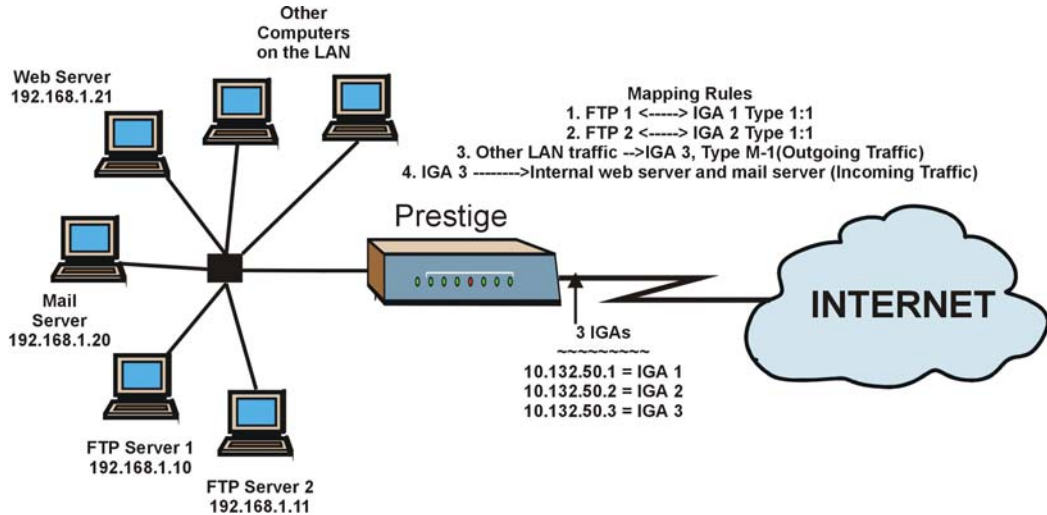 Other
Computers
on the LAN
Web Server
192.168.1.21
Mapping Rules
1. FTP 1 <-----> IGA 1 Type 1:1
2. FTP 2 <-----> IGA 2 Type 1:1
3. Other LAN traffic -->IGA 3, Type M-1(Outgoing Traffic)
4. IGA 3 -------->Internal web server and mail server (Incoming Traffic)
Prestige
Mail
Server
192.168.1.20
INTERNET
3 IGAs
~~~~~~~~~
10.132.50.1 = IGA 1
10.132.50.2 = IGA 2
10.132.50.3 = IGA 3
FTP Server 1
192.168.1.10
FTP Server 2
192.168.1.11